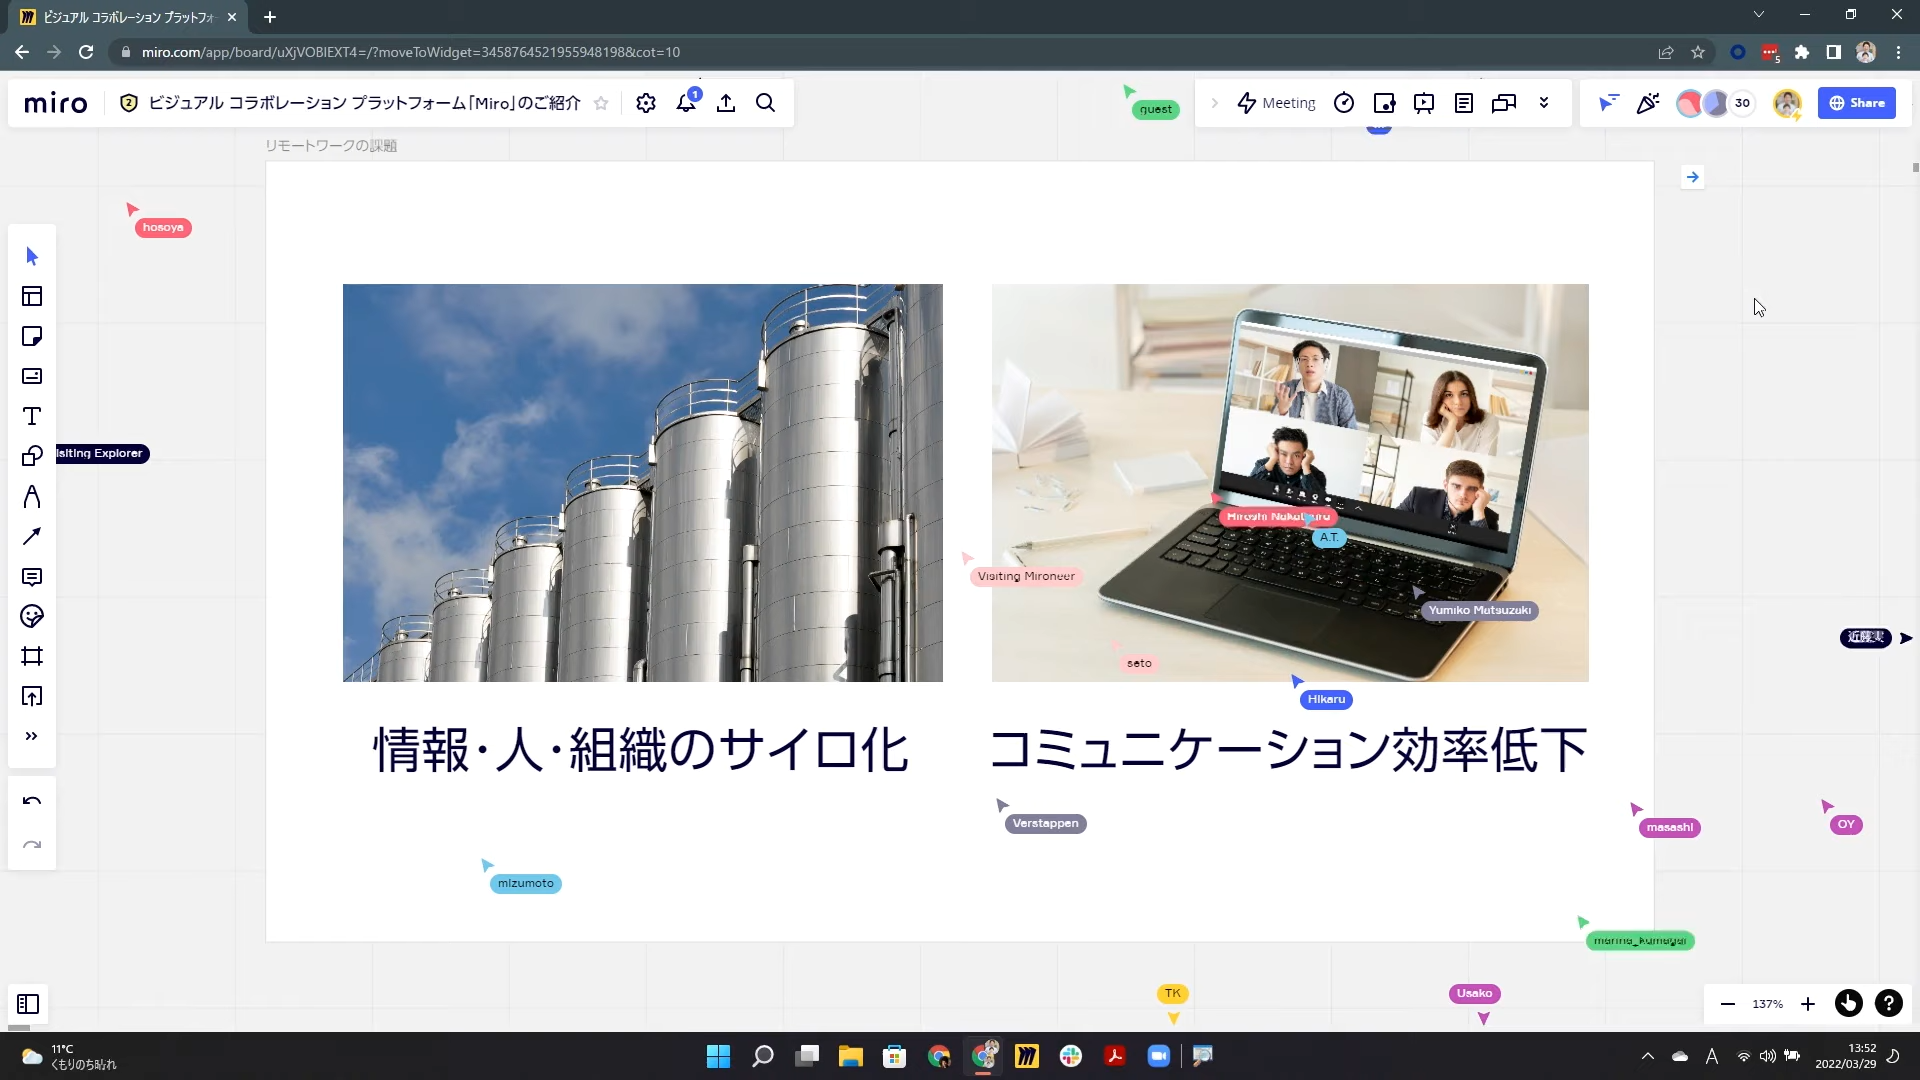 ビジュアル コラボレーション プラットフォ
miro.com/app/board/uXjVOBIEXT4=/?moveToWidget=3458764521955948198&cot=10
5
miro
2
ビジュアル コラボレーション プラットフォーム「Miro」のご紹介
1
guest
Meeting
30
Share
リモートワークの課題
hosoya
isiting Explorer
A.T.
Visiting Mironeer
Yumiko Matsuzaki
seto
Hikaru
情報・人・組織のサイロ化
コミュニケーション効率低下
Verstappen
masashi
OY
mizumoto
TK
Usako
137%
11°C
くもりのち晴れ
A
13:52
2022/03/29